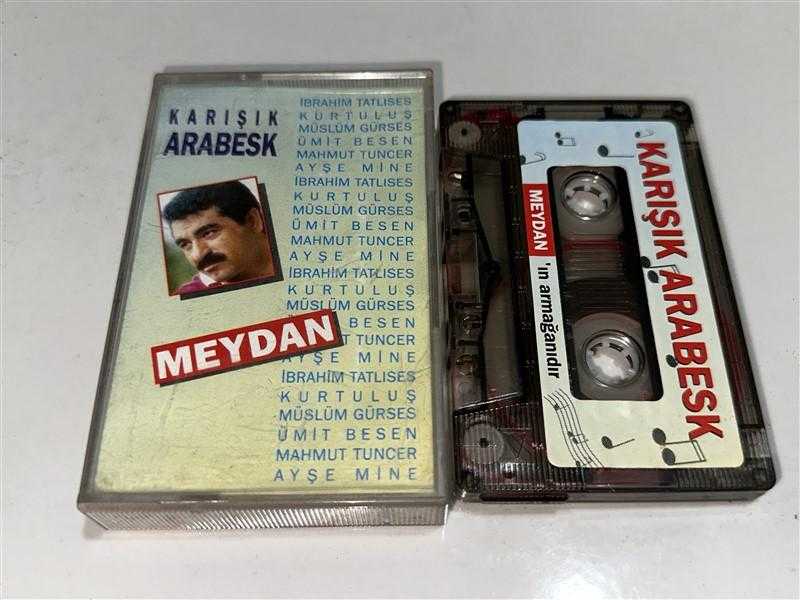 KARIŞIK
ARABESK
İBRAHİM TATLISES
KURTULUŞ
MÜSLÜM GÜRSES
ÜMİT BESEN
MAHMUT TUNCER
AYŞE MİNE
İBRAHİM TATLISES
KURTULUŞ
MÜSLÜM GÜRSES
ÜMİT BESEN
MAHMUT TUNCER
AYŞE MİNE
İBRAHİM TATLISES
KURTULUŞ
MÜSLÜM GÜRSES
BESEN
TUNCER
AYŞE MİNE
İBRAHİM TATLISES
KURTULUŞ
MÜSLÜM GÜRSES
ÜMİT BESEN
MAHMUT TUNCER
AYŞE MİNE
MEYDAN
KARIŞIK ARABESK
MEYDAN 'ın armağanıdır